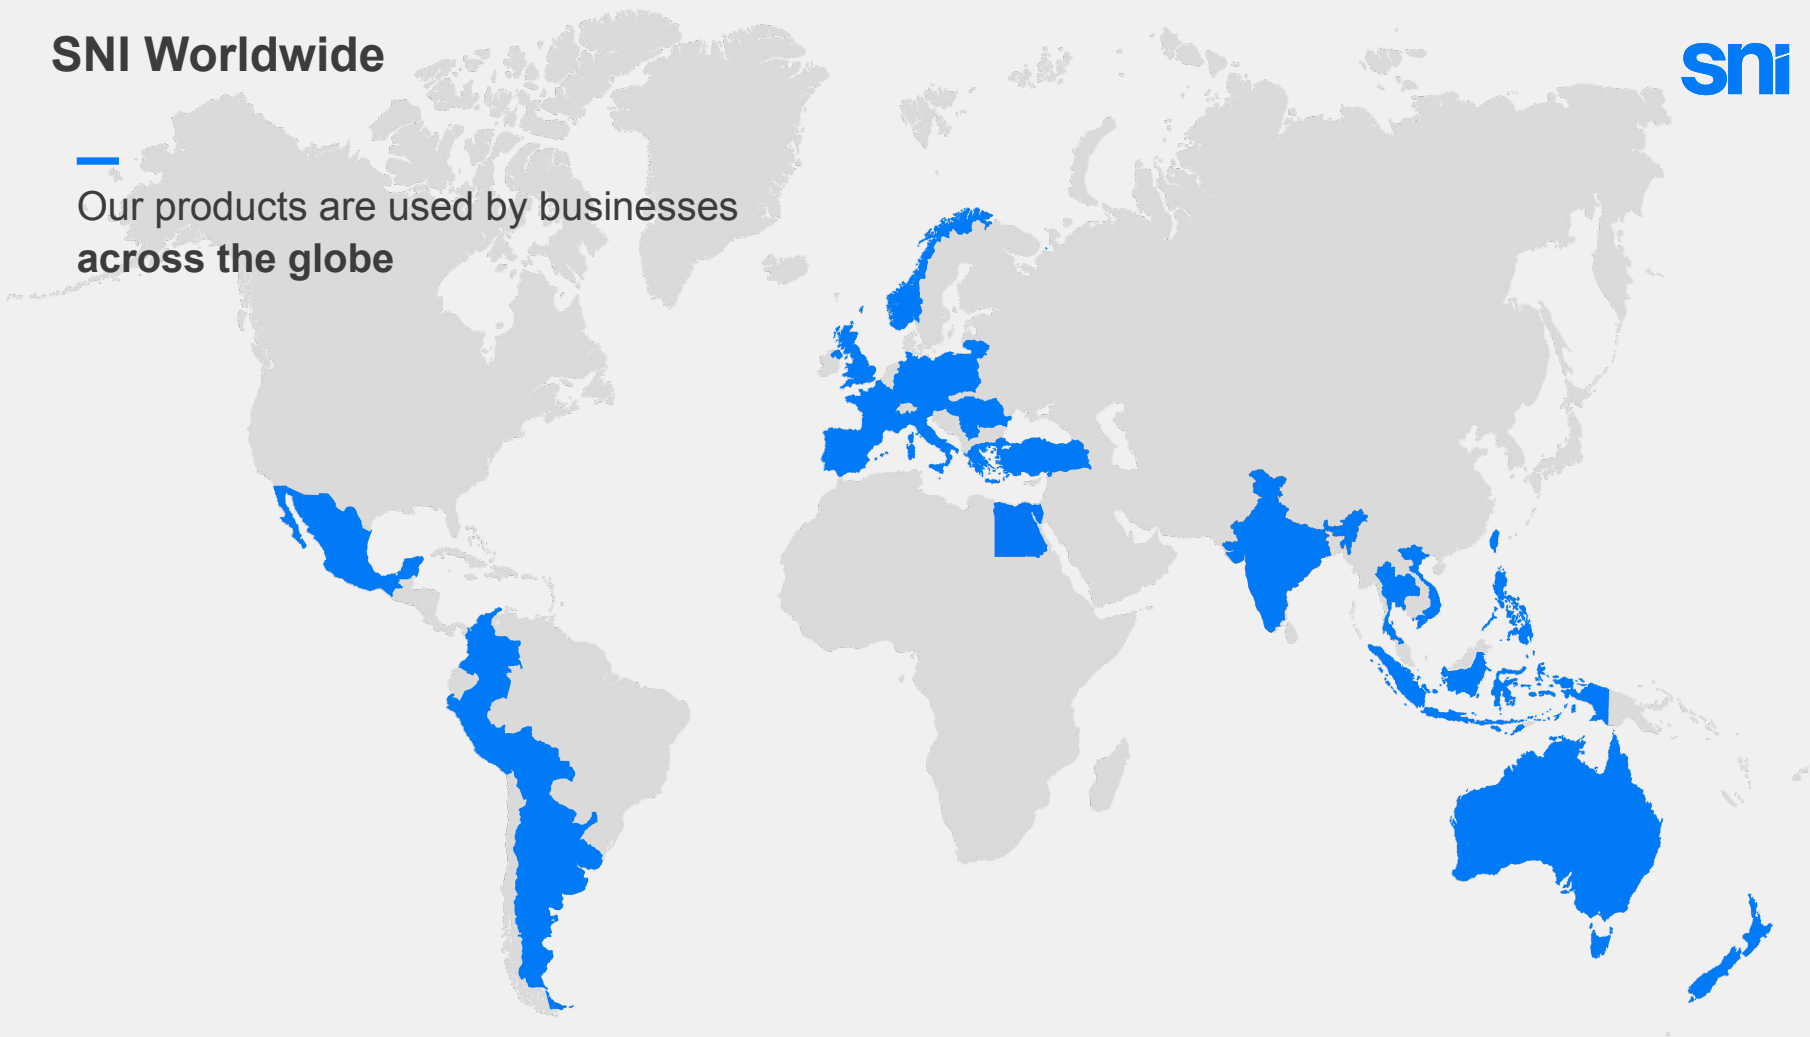 SNI Worldwide
sni
Our products are used by businesses
across the globe